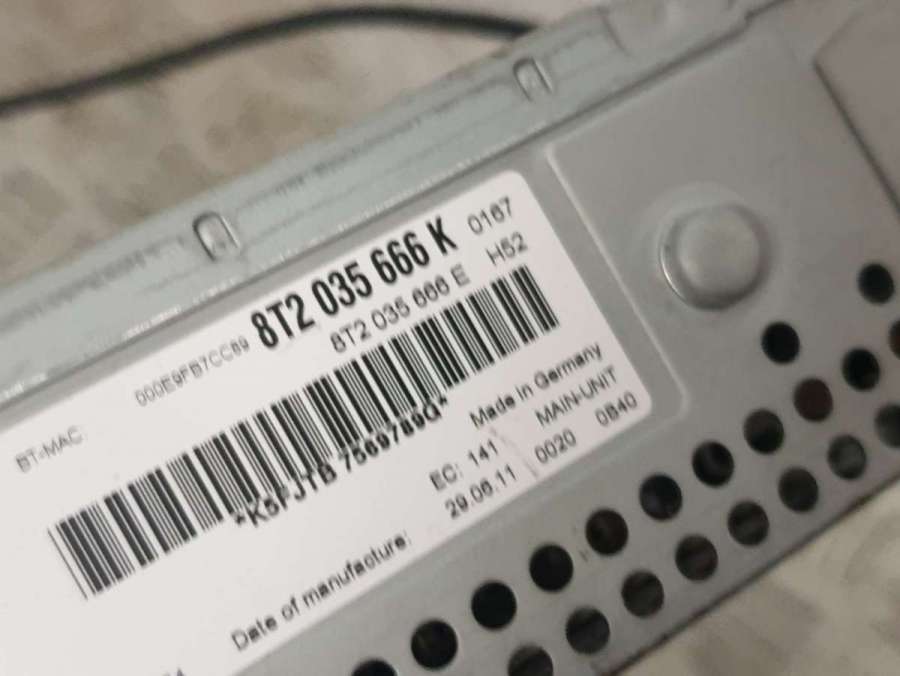 8T2 035 666 K 0167
8T2 035 666 E H52
BT-MAC: 000E9FB7CC69
*K5FJTB 7569789Q*
Made in Germany
EC: 141 MAIN-UNIT
Date of manufacture: 29.06.11 0020 0840